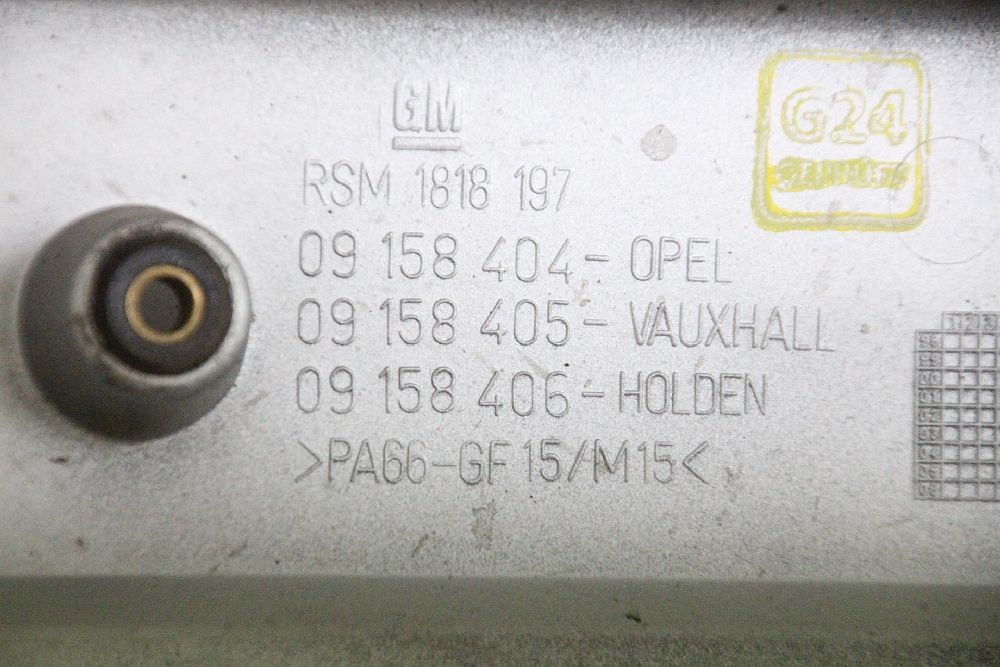 GM
G24
RSM 1818 197
09 158 404 - OPEL
09 158 405 - VAUXHALL
09 158 406 - HOLDEN
>PA66-GF15/M15<